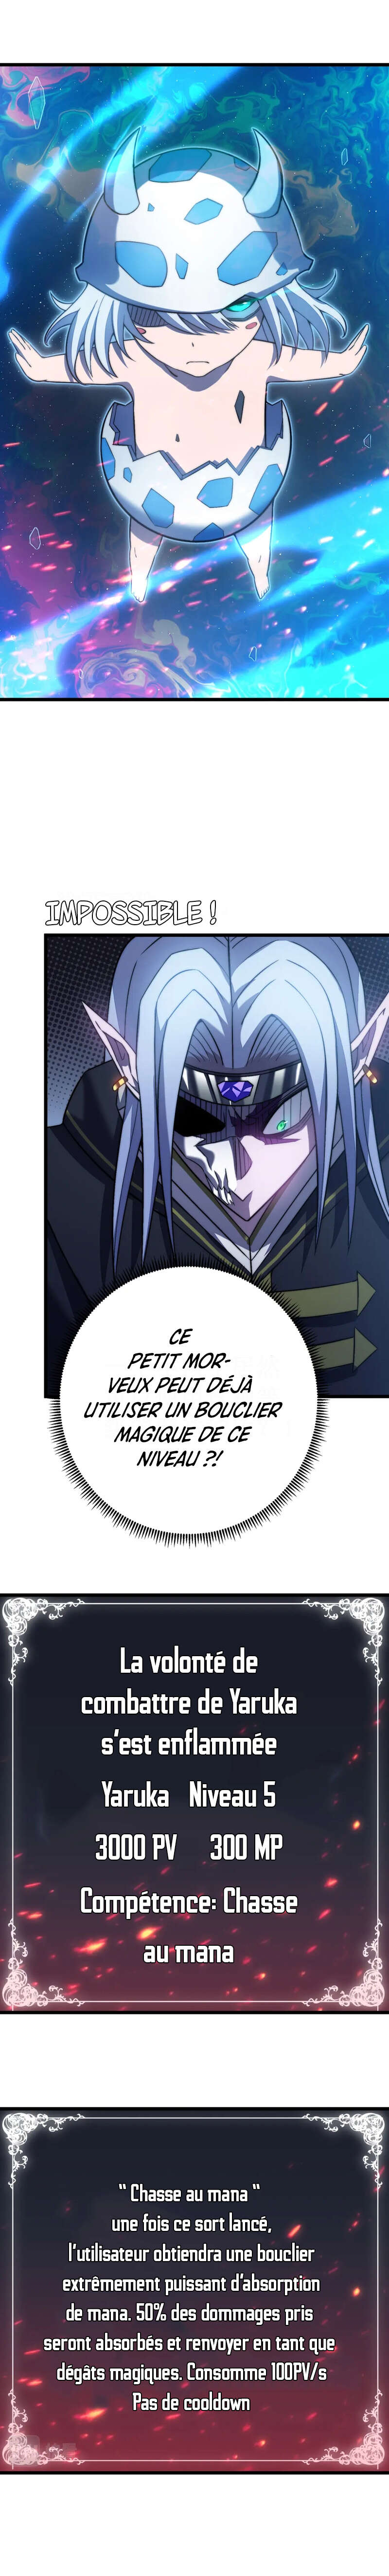 IMPOSSIBLE !
CE
PETIT MOR-
VEUX PEUT DÉJÀ
UTILISER UN BOUCLIER
MAGIQUE DE CE
NIVEAU ?!
La volonté de
combattre de Yaruka
s'est enflammée
Yaruka Niveau 5
3000 PV 300 MP
Compétence: Chasse
au mana
" Chasse au mana "
une fois ce sort lancé,
l'utilisateur obtiendra une bouclier
extrêmement puissant d'absorption
de mana. 50% des dommages pris
seront absorbés et renvoyer en tant que
dégâts magiques. Consomme 100PV/s
Pas de cooldown